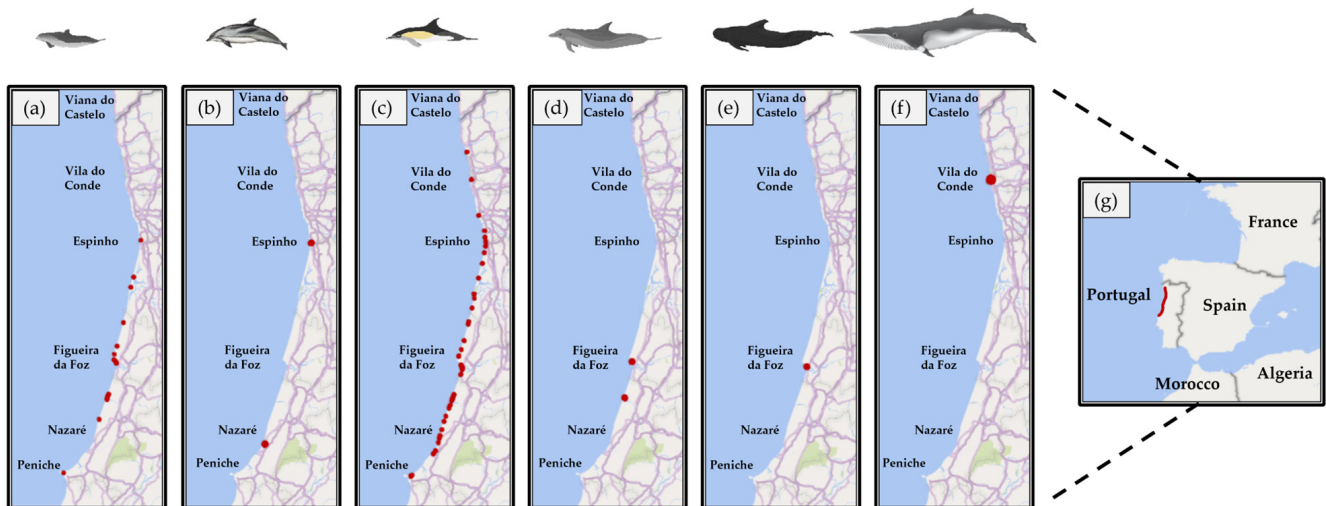 (a)
Viana do
Castelo
Vila do
Conde
Espinho
Figueira
da Foz
Nazaré
Peniche
(b)
Viana do
Castelo
Vila do
Conde
Espinho
Figueira
da Foz
Nazaré
Peniche
(c)
Viana do
Castelo
Vila do
Conde
Espinho
Figueira
da Foz
Nazaré
Peniche
(d)
Viana do
Castelo
Vila do
Conde
Espinho
Figueira
da Foz
Nazaré
Peniche
(e)
Viana do
Castelo
Vila do
Conde
Espinho
Figueira
da Foz
Nazaré
Peniche
(f)
Viana do
Castelo
Vila do
Conde
Espinho
Figueira
da Foz
Nazaré
Peniche
(g)
France
Portugal
Spain
Morocco
Algeria